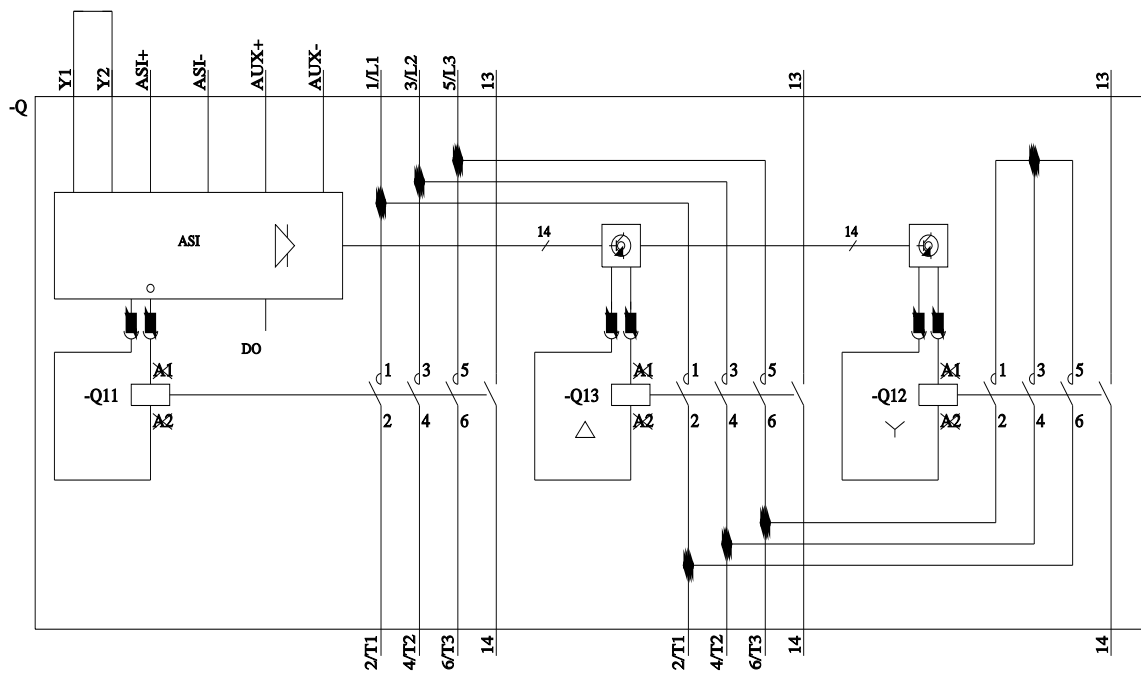 Y1 Y2 ASI+ ASI- AUX+ AUX- 1/L1 3/L2 5/L3 13 13 13
-Q
ASI 14 14
DO
A1 1 3 5 A1 1 3 5 A1 1 3 5
-Q11 -Q13 -Q12
A2 2 4 6 A2 2 4 6 A2 2 4 6
2/T1 4/T2 6/T3 14 2/T1 4/T2 6/T3 14 14